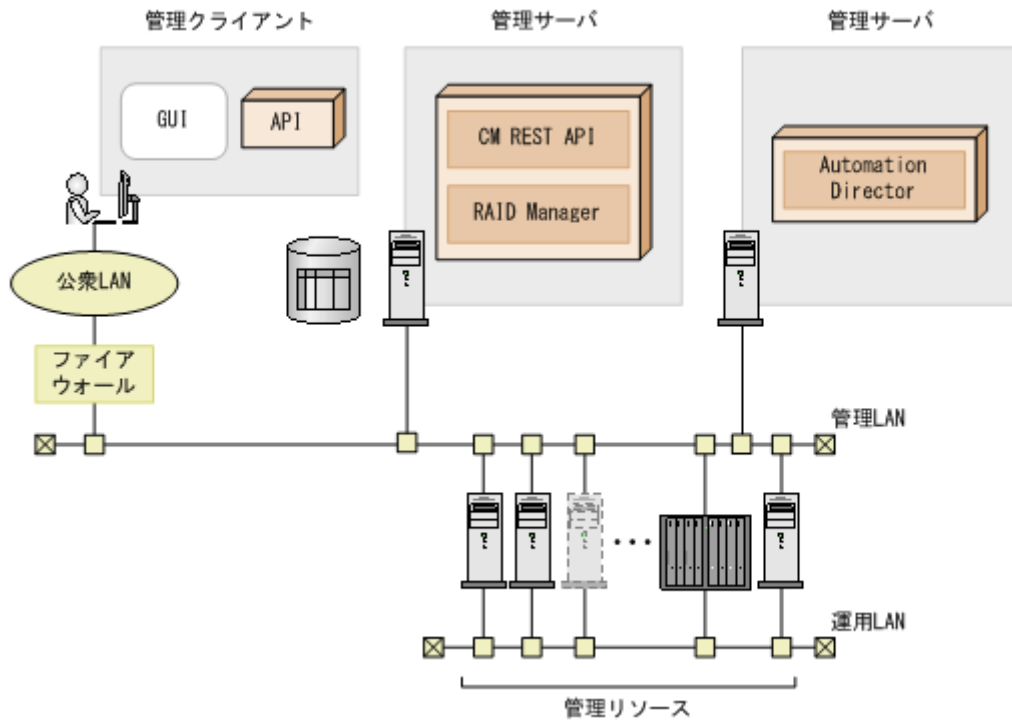 管理クライアント
管理サーバ
管理サーバ
GUI
API
CM REST API
RAID Manager
Automation
Director
公衆LAN
ファイア
ウォール
管理LAN
運用LAN
管理リソース